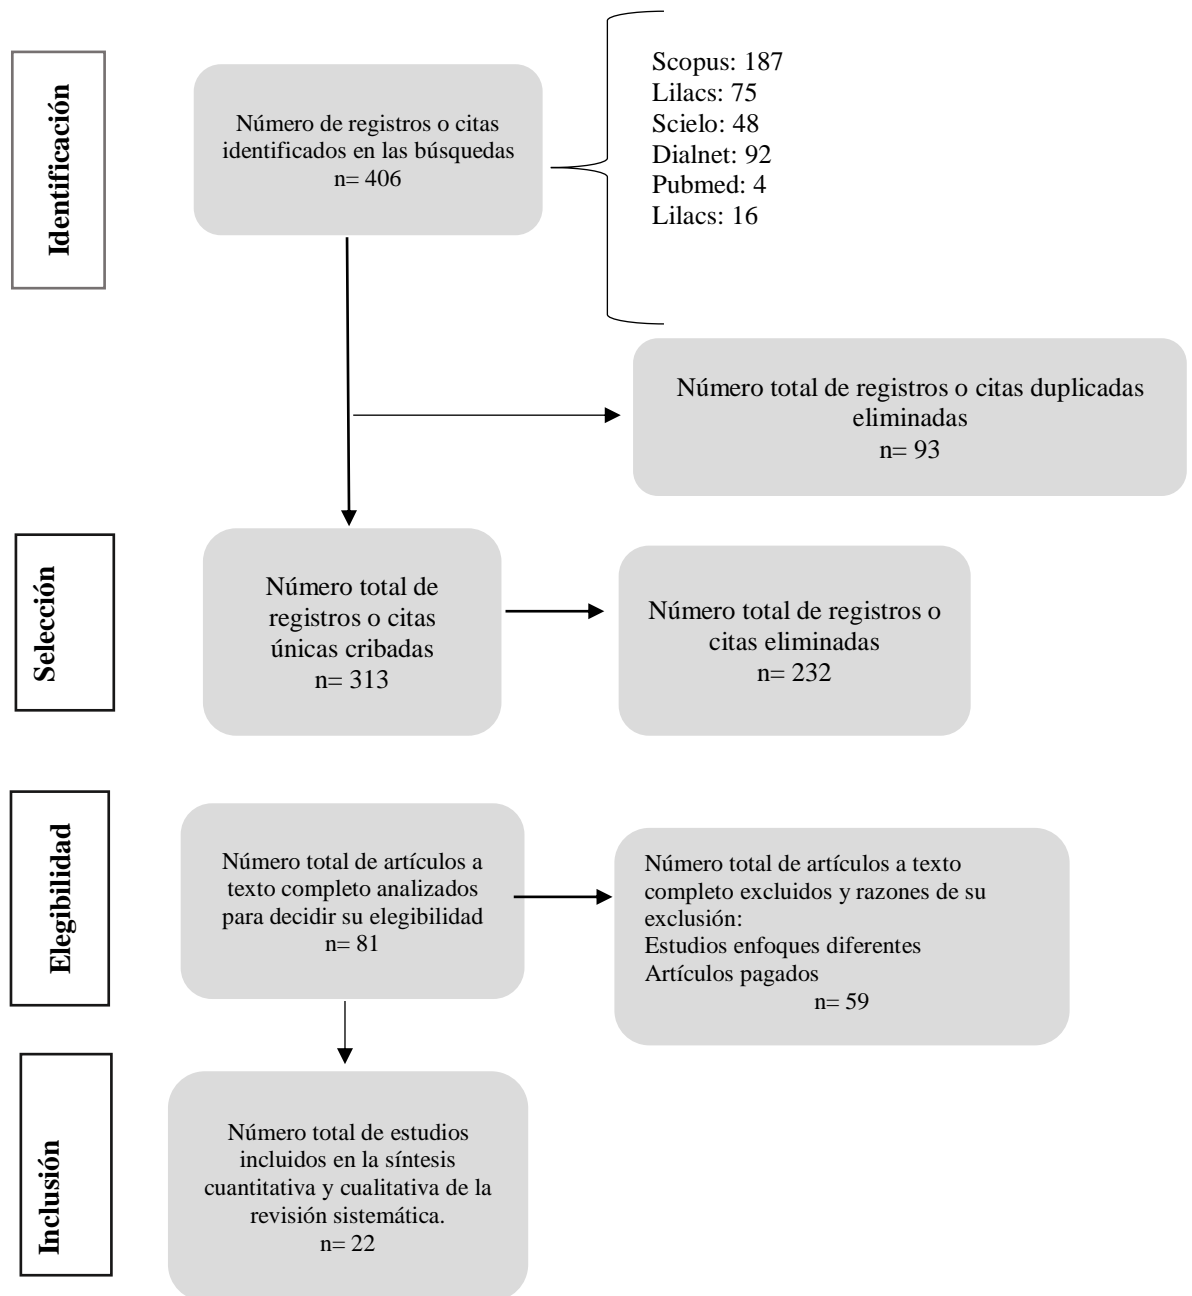 Identificación
Número de registros o citas
identificados en las búsquedas
n= 406
Scopus: 187
Lilacs: 75
Scielo: 48
Dialnet: 92
Pubmed: 4
Lilacs: 16
Número total de registros o citas duplicadas
eliminadas
n= 93
Selección
Número total de
registros o citas
únicas cribadas
n= 313
Número total de registros o
citas eliminadas
n= 232
Elegibilidad
Número total de artículos a
texto completo analizados
para decidir su elegibilidad
n= 81
Número total de artículos a texto
completo excluidos y razones de su
exclusión:
Estudios enfoques diferentes
Artículos pagados
n= 59
Inclusión
Número total de estudios
incluidos en la síntesis
cuantitativa y cualitativa de la
revisión sistemática.
n= 22